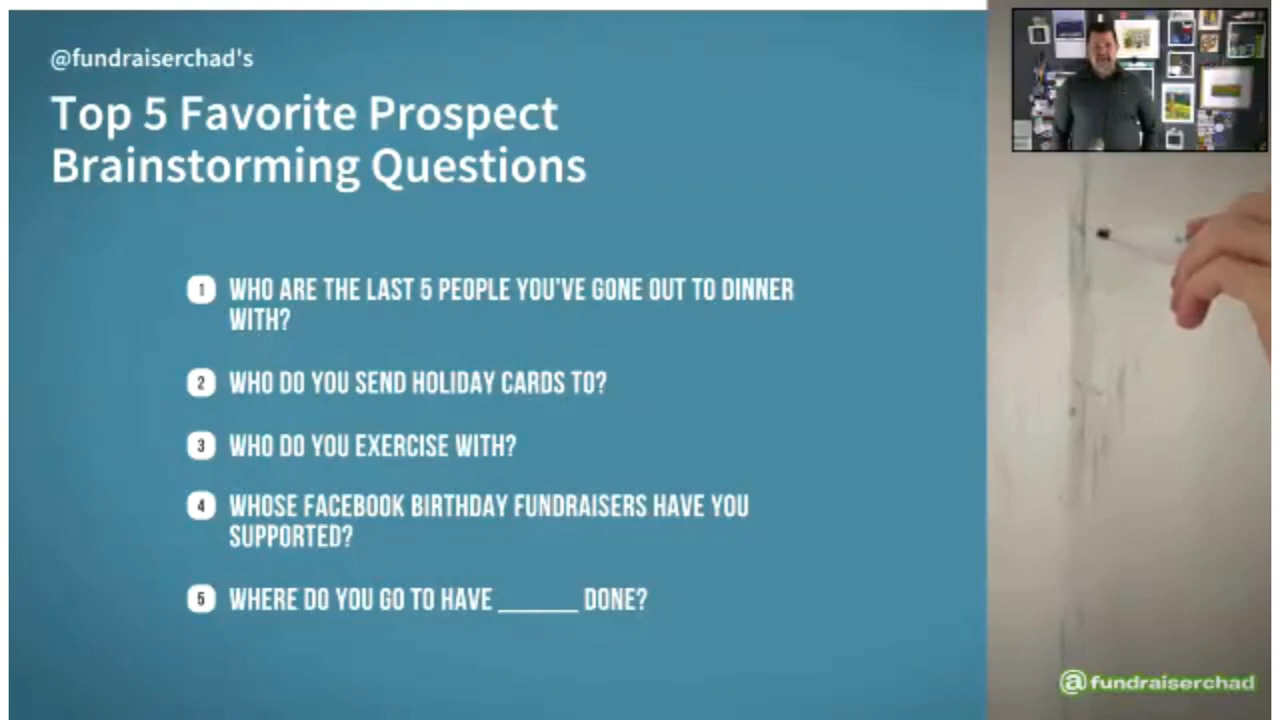 @fundraiserchad's
Top 5 Favorite Prospect
Brainstorming Questions
1 WHO ARE THE LAST 5 PEOPLE YOU'VE GONE OUT TO DINNER
WITH?
2 WHO DO YOU SEND HOLIDAY CARDS TO?
3 WHO DO YOU EXERCISE WITH?
4 WHOSE FACEBOOK BIRTHDAY FUNDRAISERS HAVE YOU
SUPPORTED?
5 WHERE DO YOU GO TO HAVE ______ DONE?
@fundraiserchad